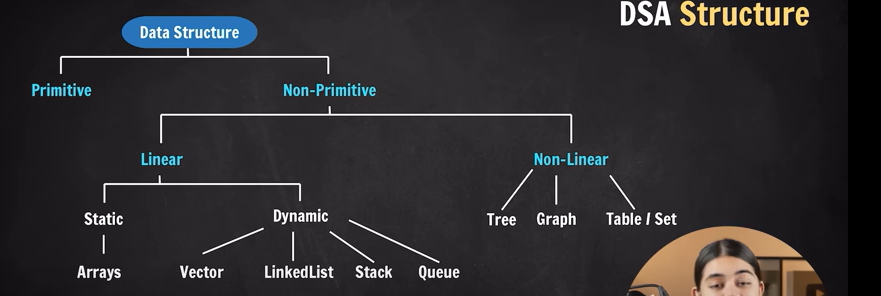 DSA Structure
Data Structure
Primitive Non-Primitive
Linear Non-Linear
Static Dynamic Tree Graph Table / Set
Arrays Vector LinkedList Stack Queue